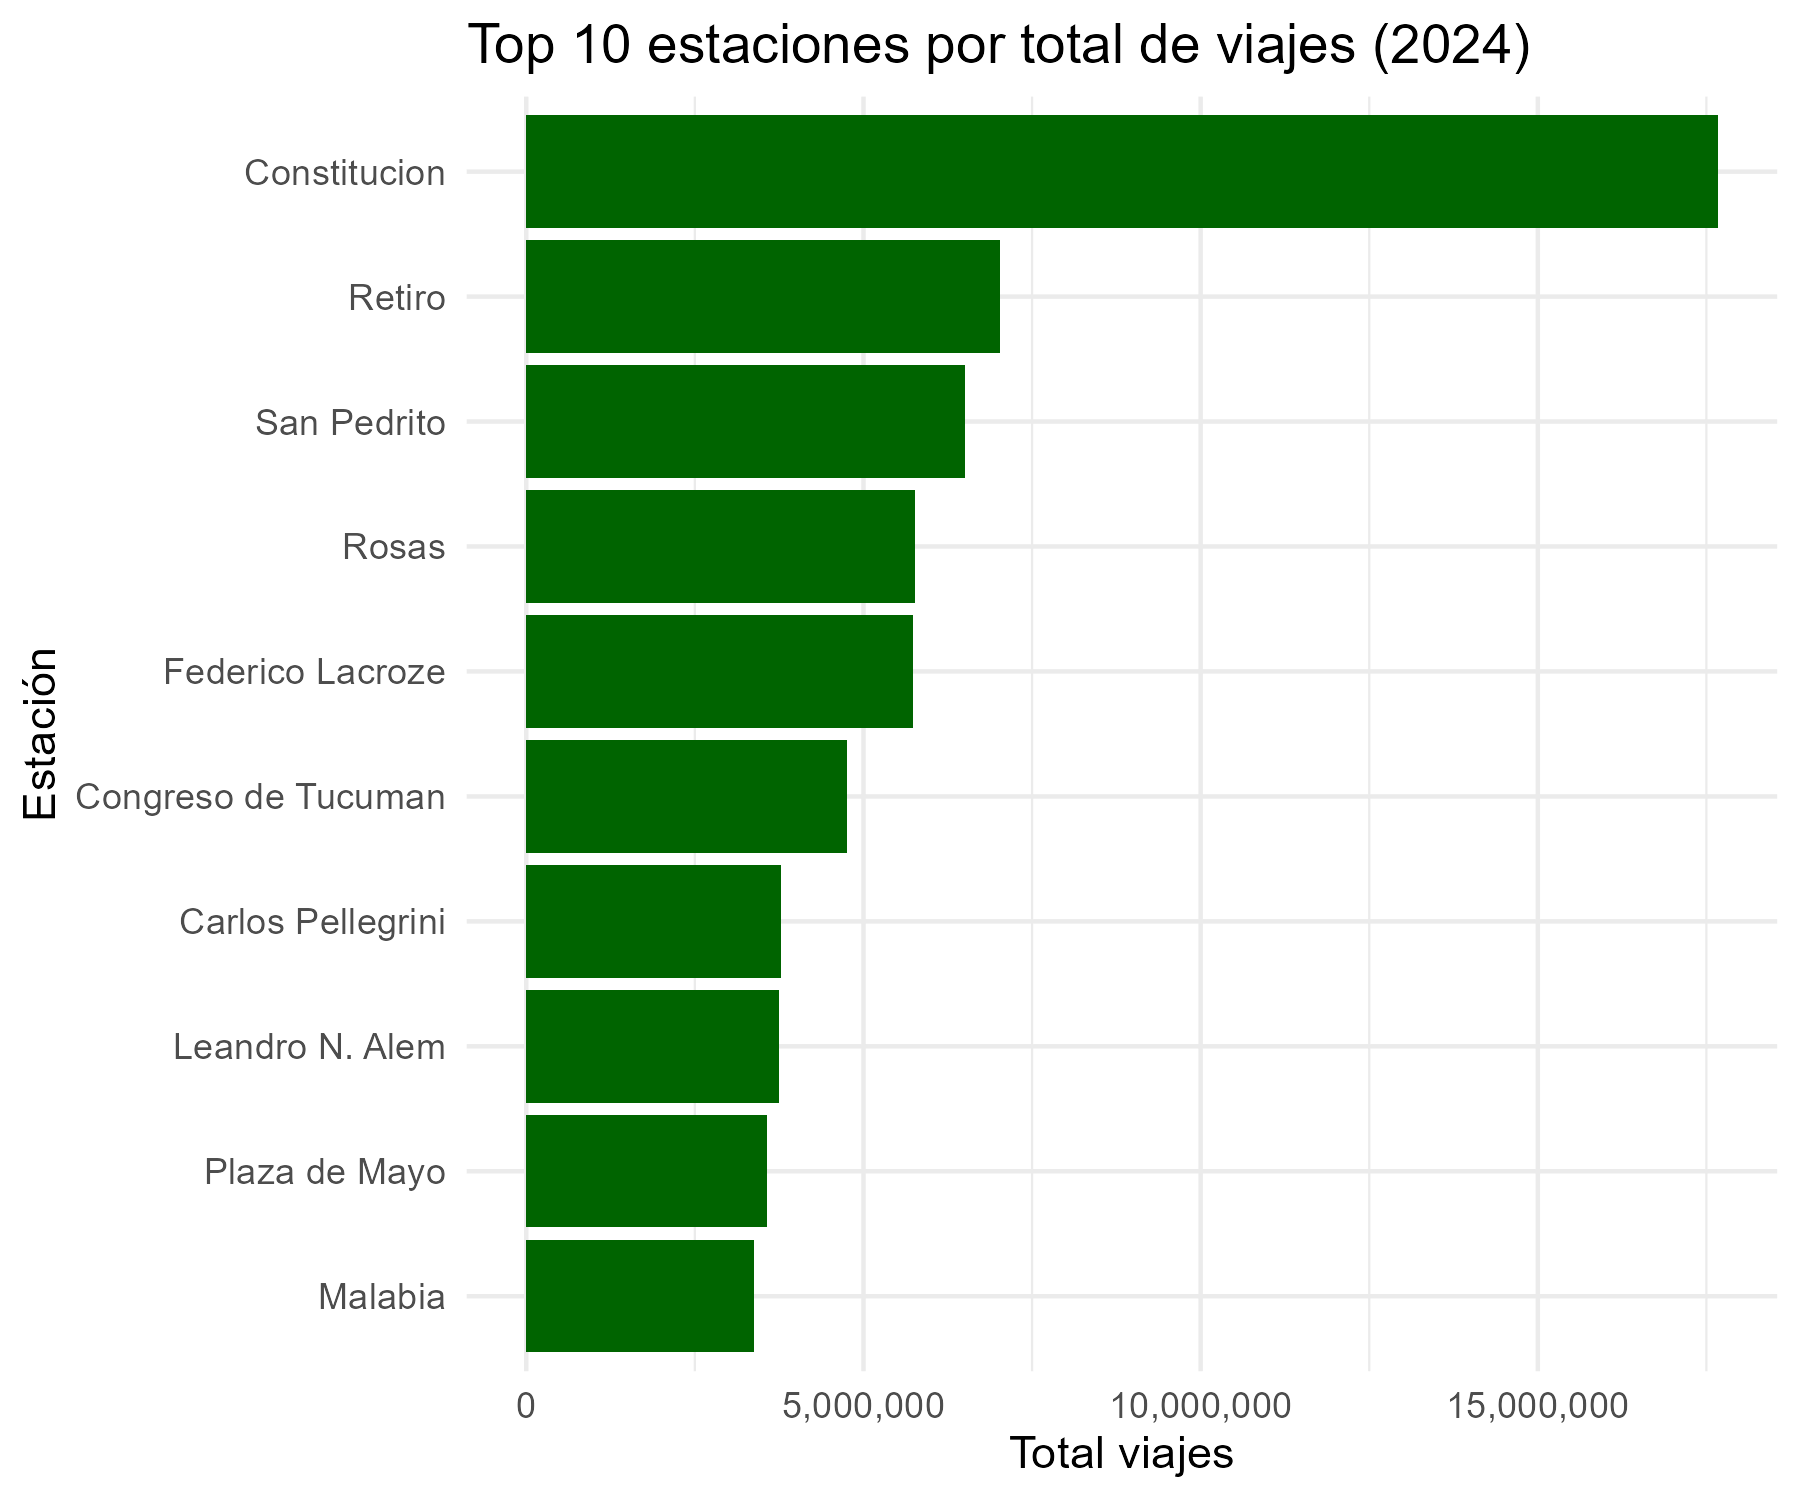 Top 10 estaciones por total de viajes (2024)
Estación
Constitucion
Retiro
San Pedrito
Rosas
Federico Lacroze
Congreso de Tucuman
Carlos Pellegrini
Leandro N. Alem
Plaza de Mayo
Malabia
0 5,000,000 10,000,000 15,000,000
Total viajes